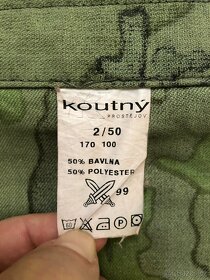 koutný
PROSTĚJOV
2/50
170 100
50% BAVLNA
50% POLYESTER
99
P